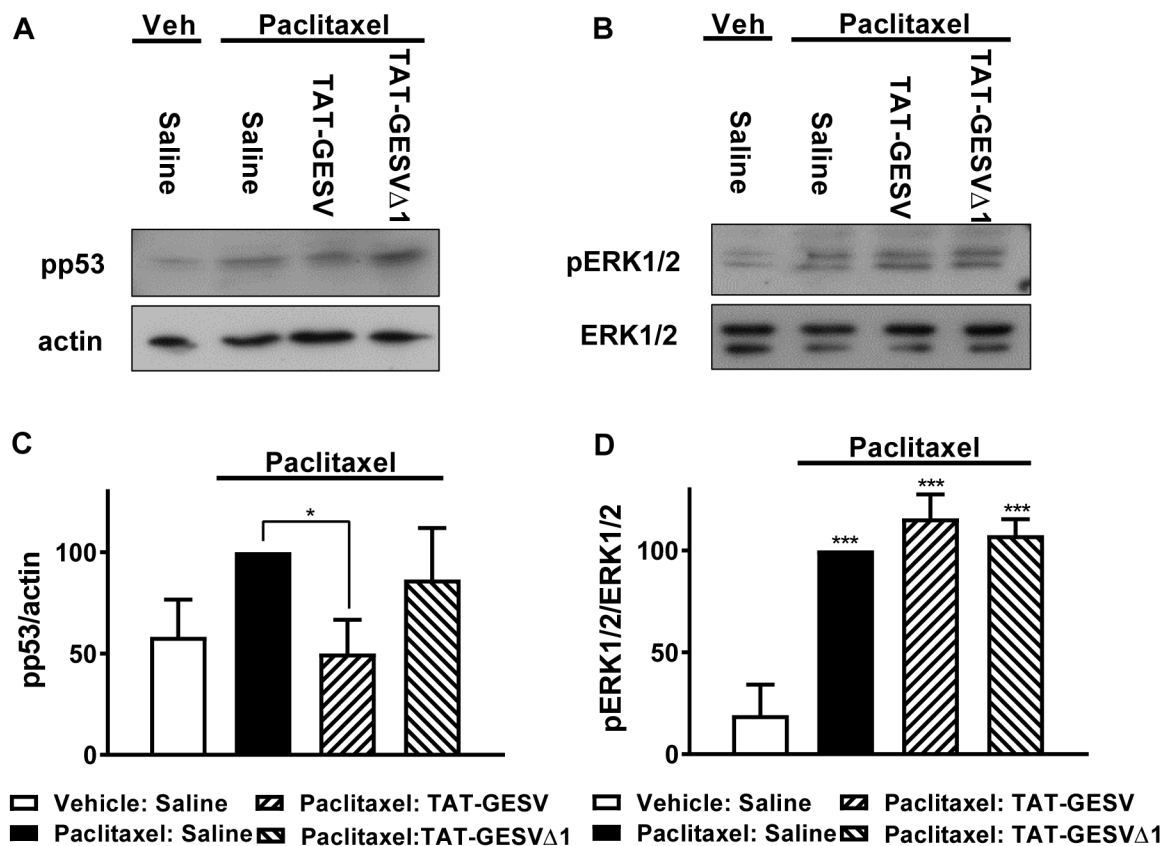 A
Veh
Paclitaxel
Saline
Saline
TAT-GESV
TAT-GESVΔ1
pp53
actin
B
Veh
Paclitaxel
Saline
Saline
TAT-GESV
TAT-GESVΔ1
pERK1/2
ERK1/2
C
Paclitaxel
pp53/actin
100
50
0
*
Vehicle: Saline
Paclitaxel: TAT-GESV
Paclitaxel: Saline
Paclitaxel:TAT-GESVΔ1
D
Paclitaxel
pERK1/2/ERK1/2
100
50
0
***
***
***
Vehicle: Saline
Paclitaxel: TAT-GESV
Paclitaxel: Saline
Paclitaxel: TAT-GESVΔ1